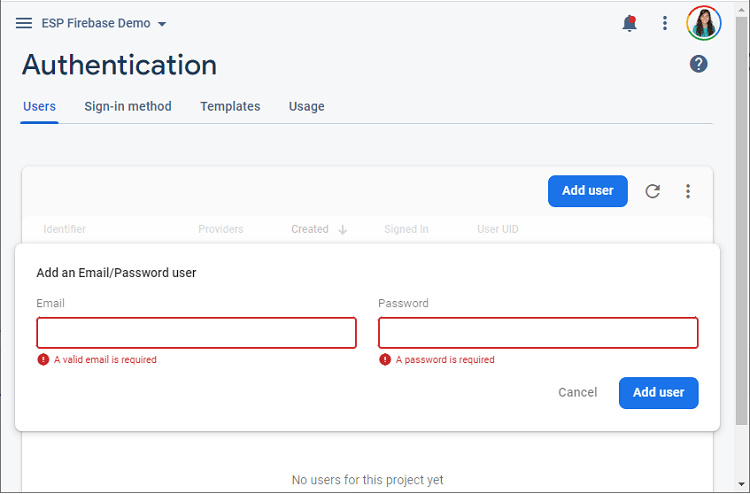 ESP Firebase Demo
Authentication
Users Sign-in method Templates Usage
Add user
Identifier Providers Created Signed In User UID
Add an Email/Password user
Email Password
A valid email is required A password is required
Cancel Add user
No users for this project yet